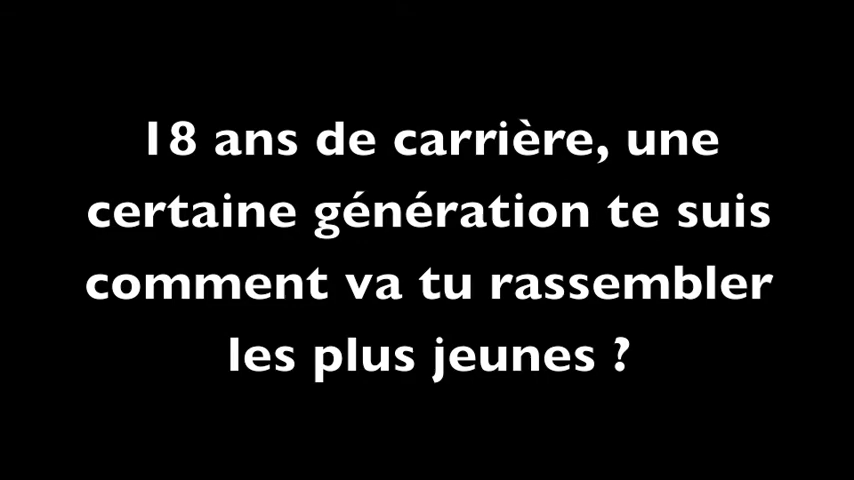 18 ans de carrière, une
certaine génération te suis
comment va tu rassembler
les plus jeunes ?